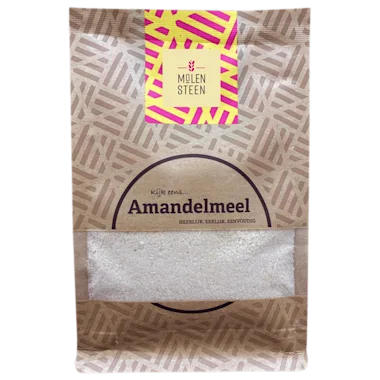 MOLEN
STEEN
Kijk eens...
Amandelmeel
HEERLIJK, EERLIJK, EENVOUDIG